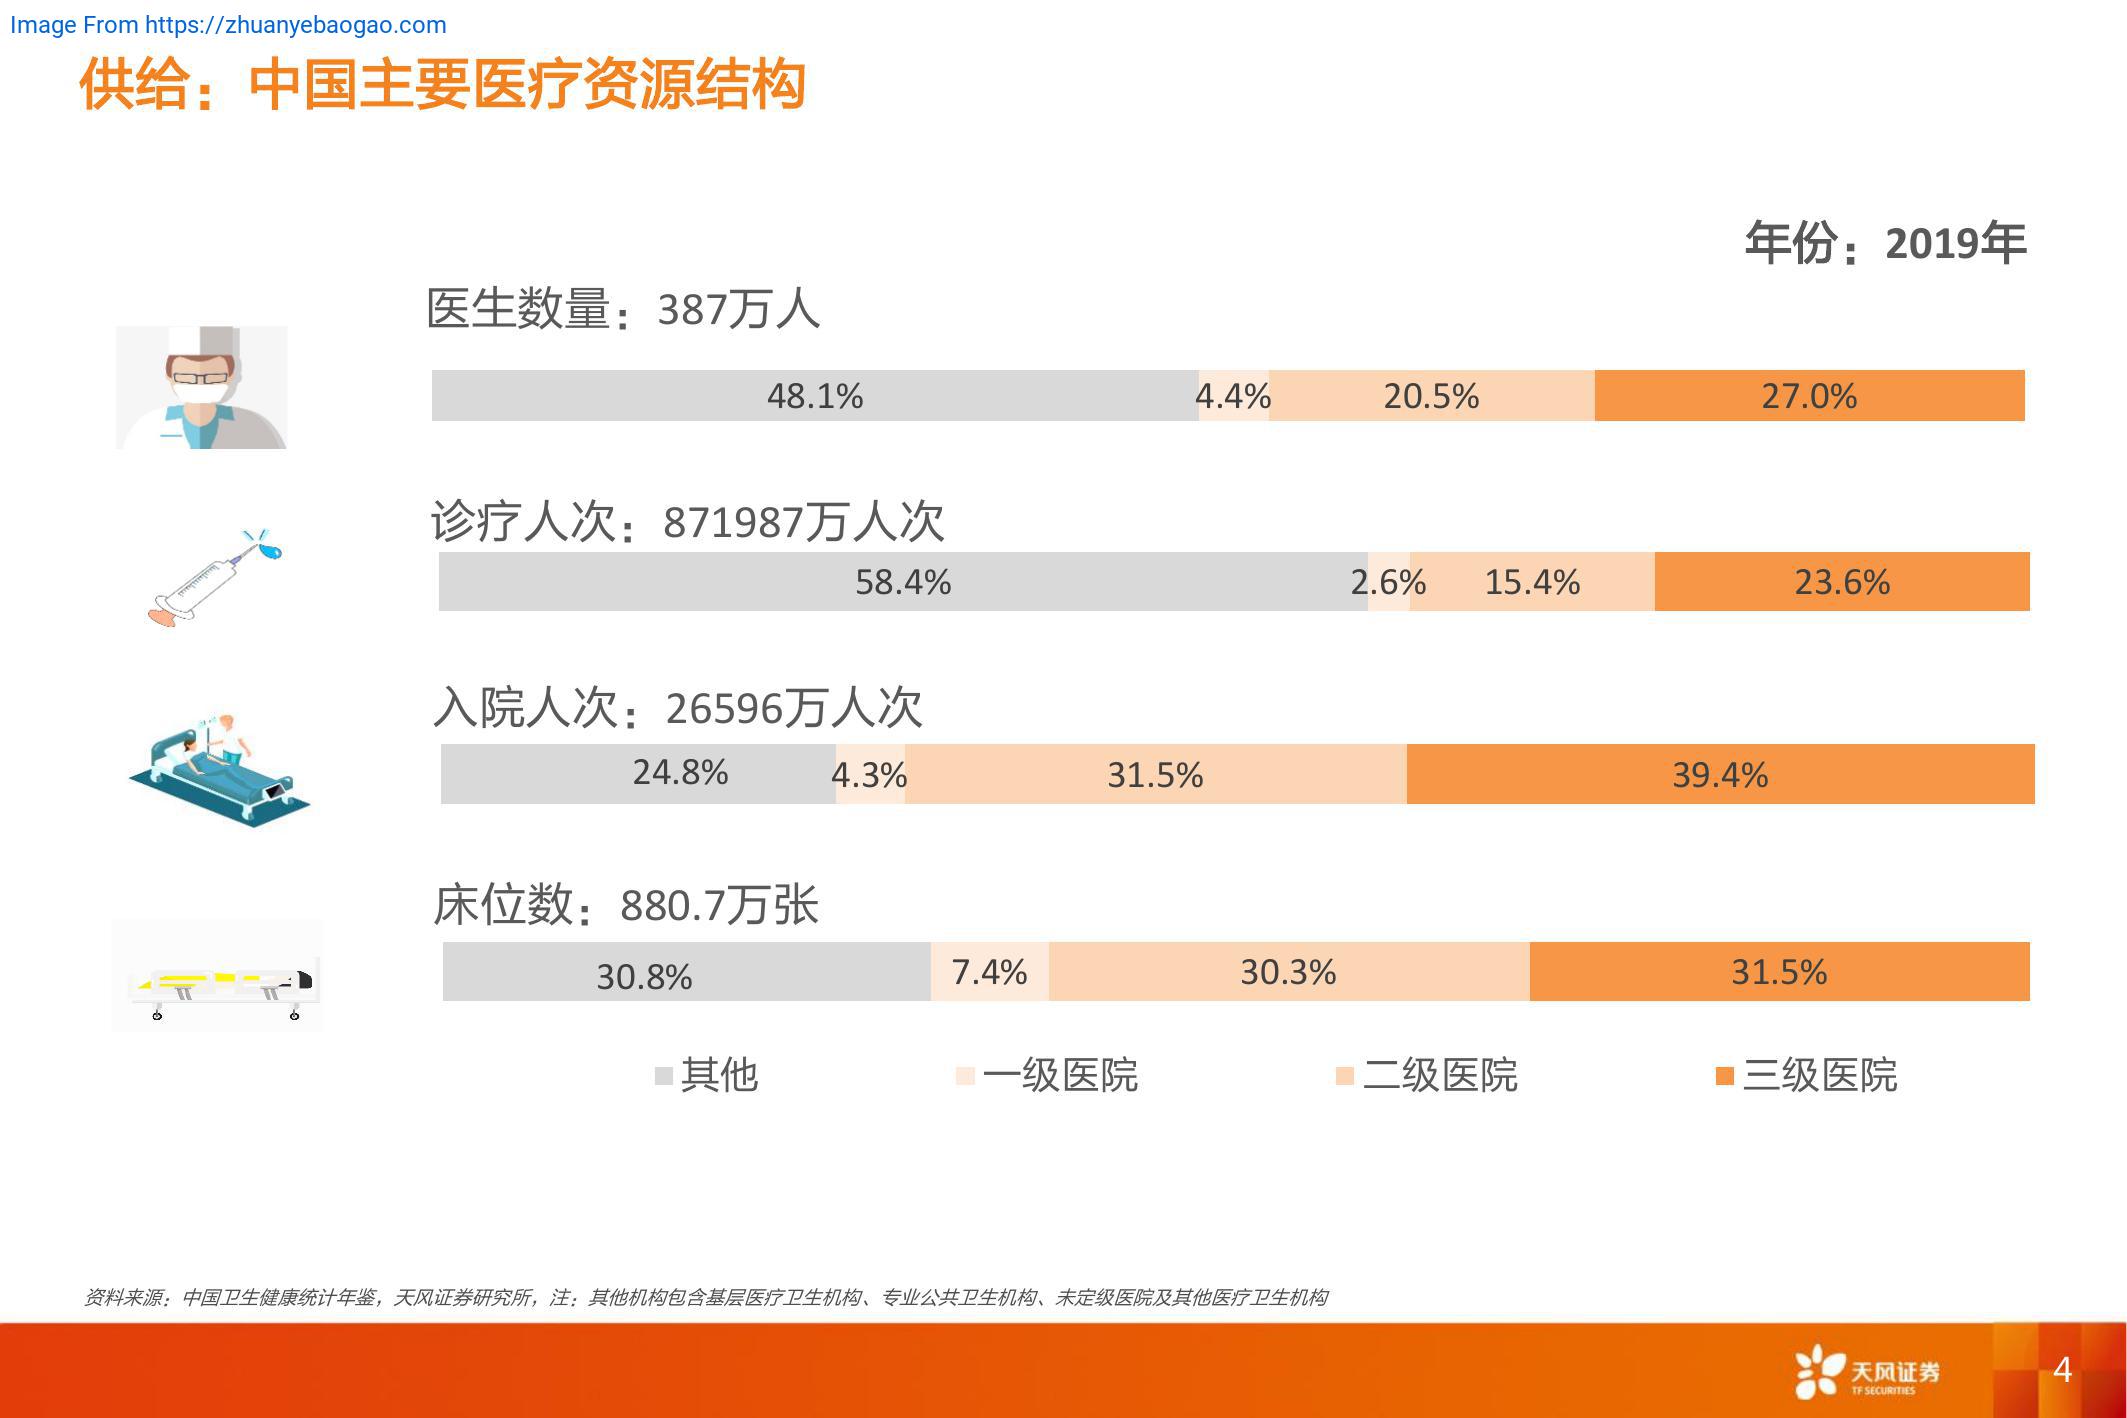 Image From https://zhuanyebaogao.com
供给：中国主要医疗资源结构
年份：2019年
医生数量：387万人
48.1% 4.4% 20.5% 27.0%
诊疗人次：871987万人次
58.4% 2.6% 15.4% 23.6%
入院人次：26596万人次
24.8% 4.3% 31.5% 39.4%
床位数：880.7万张
30.8% 7.4% 30.3% 31.5%
其他 一级医院 二级医院 三级医院
资料来源：中国卫生健康统计年鉴，天风证券研究所，注：其他机构包含基层医疗卫生机构、专业公共卫生机构、未定级医院及其他医疗卫生机构
天风证券
TF SECURITIES
4